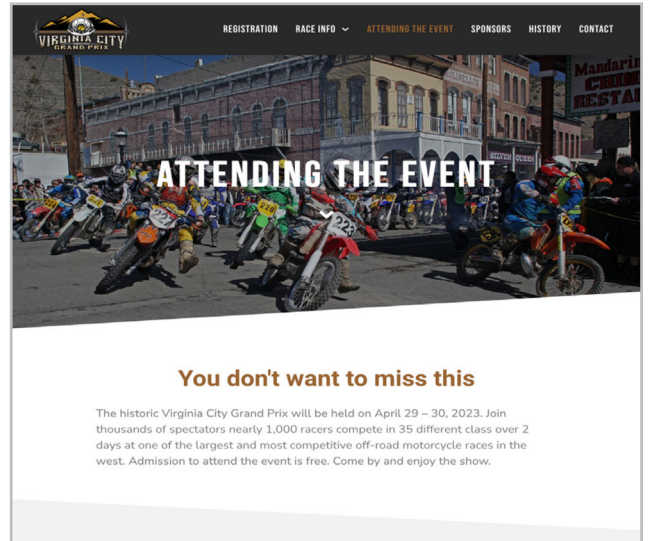 VIRGINIA CITY
GRAND PRIX
REGISTRATION RACE INFO ATTENDING THE EVENT SPONSORS HISTORY CONTACT
Mandarin
SILVER QUEEN
ATTENDING THE EVENT
223
You don't want to miss this
The historic Virginia City Grand Prix will be held on April 29 – 30, 2023. Join
thousands of spectators nearly 1,000 racers compete in 35 different class over 2
days at one of the largest and most competitive off-road motorcycle races in the
west. Admission to attend the event is free. Come by and enjoy the show.